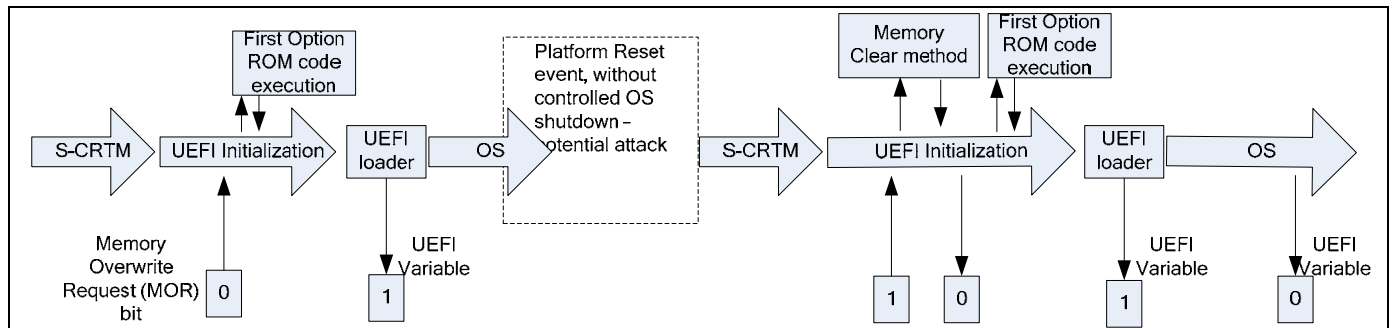 First Option
ROM code
execution
S-CRTM
UEFI Initialization
UEFI
loader
OS
Platform Reset
event, without
controlled OS
shutdown –
potential attack
Memory
Overwrite
Request (MOR)
bit
0
UEFI
Variable
1
Memory
Clear method
First Option
ROM code
execution
S-CRTM
UEFI Initialization
UEFI
loader
OS
1
0
UEFI
Variable
1
UEFI
Variable
0